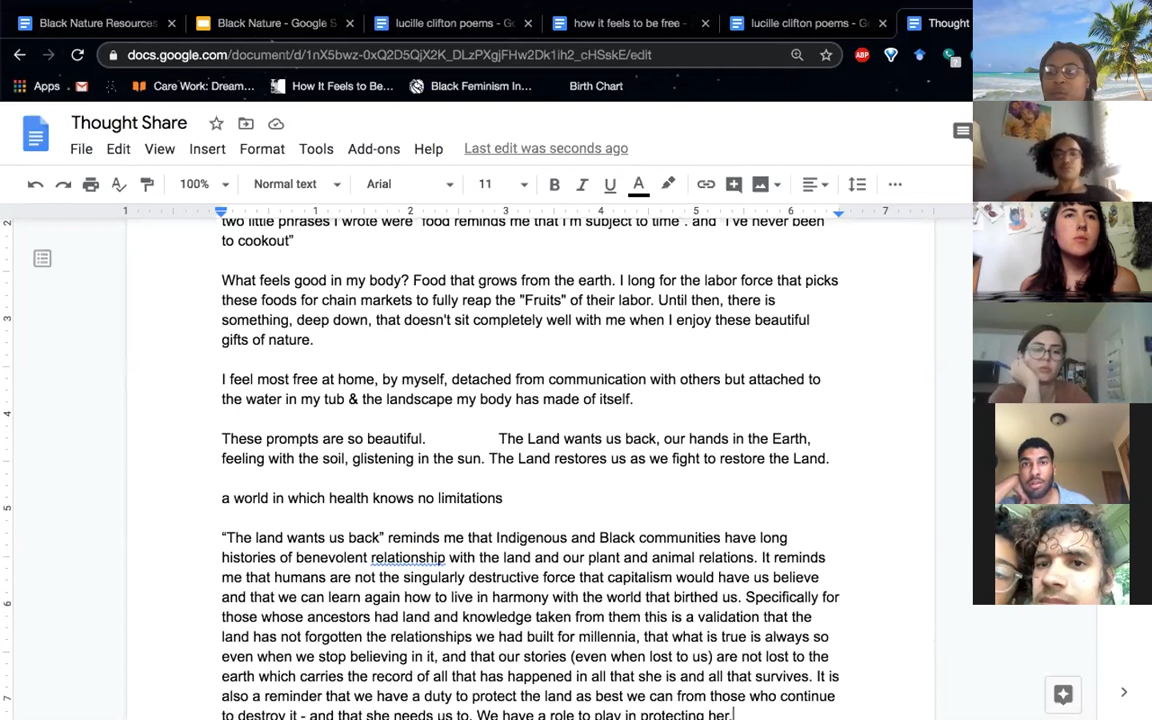 Black Nature Resources
Black Nature - Google S
lucille clifton poems - Go
how it feels to be free -
lucille clifton poems - Go
Thought
docs.google.com/document/d/1nX5bwz-0xQ2D5QjX2K_DLzPXgjFHw2Dk1ih2_cHSskE/edit
ABP
Apps
Care Work: Dream...
How It Feels to Be...
Black Feminism In...
Birth Chart
Thought Share
File Edit View Insert Format Tools Add-ons Help Last edit was seconds ago
100% Normal text Arial 11 B I U A
1 1 2 3 4 5 6 7
two little phrases I wrote were "food reminds me that I'm subject to time". and "I've never been
to cookout"
What feels good in my body? Food that grows from the earth. I long for the labor force that picks
these foods for chain markets to fully reap the "Fruits" of their labor. Until then, there is
something, deep down, that doesn't sit completely well with me when I enjoy these beautiful
gifts of nature.
I feel most free at home, by myself, detached from communication with others but attached to
the water in my tub & the landscape my body has made of itself.
These prompts are so beautiful. The Land wants us back, our hands in the Earth,
feeling with the soil, glistening in the sun. The Land restores us as we fight to restore the Land.
a world in which health knows no limitations
“The land wants us back” reminds me that Indigenous and Black communities have long
histories of benevolent relationship with the land and our plant and animal relations. It reminds
me that humans are not the singularly destructive force that capitalism would have us believe
and that we can learn again how to live in harmony with the world that birthed us. Specifically for
those whose ancestors had land and knowledge taken from them this is a validation that the
land has not forgotten the relationships we had built for millennia, that what is true is always so
even when we stop believing in it, and that our stories (even when lost to us) are not lost to the
earth which carries the record of all that has happened in all that she is and all that survives. It is
also a reminder that we have a duty to protect the land as best we can from those who continue
to destroy it - and that she needs us to. We have a role to play in protecting her.
2
3
4
5
6
7